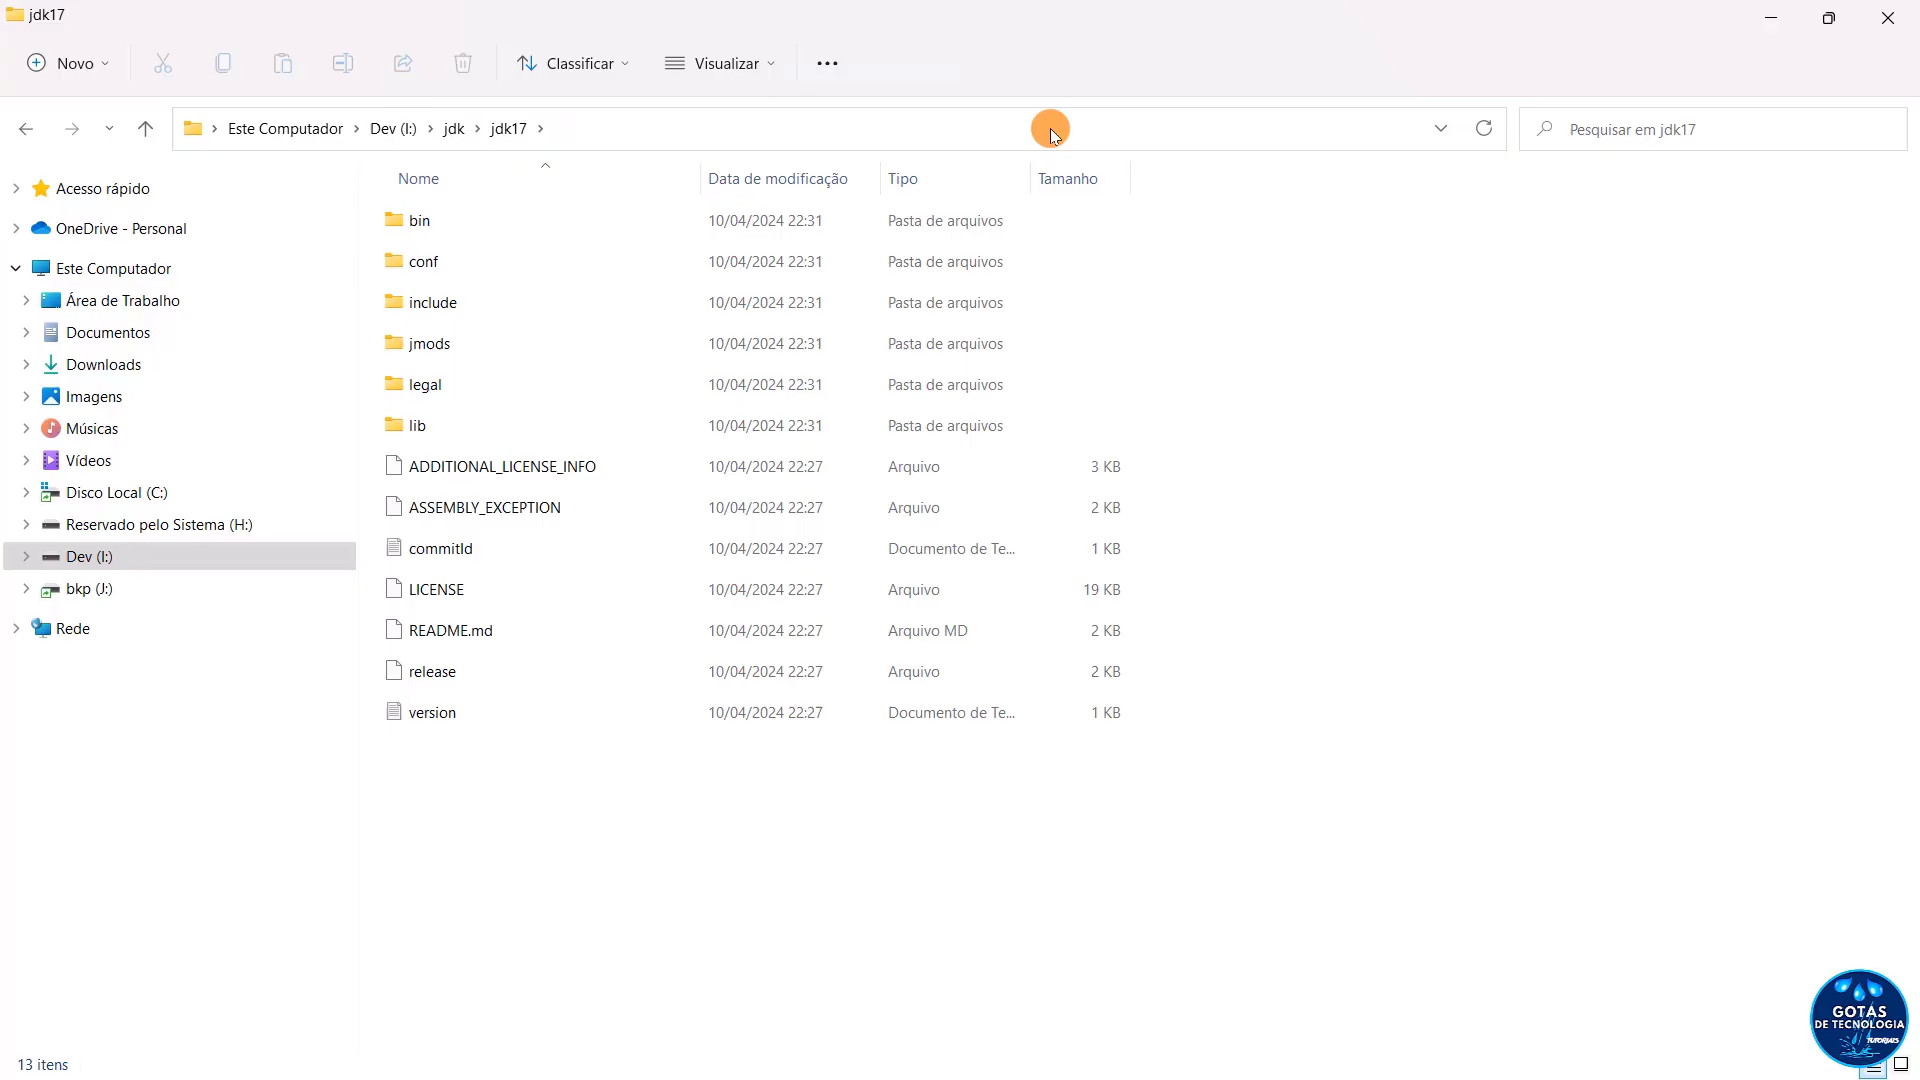 jdk17
Novo
Classificar
Visualizar
Este Computador > Dev (I:) > jdk > jdk17 >
Pesquisar em jdk17
Acesso rápido
OneDrive - Personal
Este Computador
Área de Trabalho
Documentos
Downloads
Imagens
Músicas
Vídeos
Disco Local (C:)
Reservado pelo Sistema (H:)
Dev (I:)
bkp (J:)
Rede
Nome Data de modificação Tipo Tamanho
bin 10/04/2024 22:31 Pasta de arquivos
conf 10/04/2024 22:31 Pasta de arquivos
include 10/04/2024 22:31 Pasta de arquivos
jmods 10/04/2024 22:31 Pasta de arquivos
legal 10/04/2024 22:31 Pasta de arquivos
lib 10/04/2024 22:31 Pasta de arquivos
ADDITIONAL_LICENSE_INFO 10/04/2024 22:27 Arquivo 3 KB
ASSEMBLY_EXCEPTION 10/04/2024 22:27 Arquivo 2 KB
commitId 10/04/2024 22:27 Documento de Te... 1 KB
LICENSE 10/04/2024 22:27 Arquivo 19 KB
README.md 10/04/2024 22:27 Arquivo MD 2 KB
release 10/04/2024 22:27 Arquivo 2 KB
version 10/04/2024 22:27 Documento de Te... 1 KB
GOTAS
DE TECNOLOGIA
TUTORIAIS
13 itens